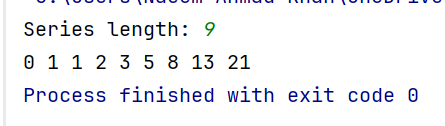 Series length: 9
0 1 1 2 3 5 8 13 21
Process finished with exit code 0